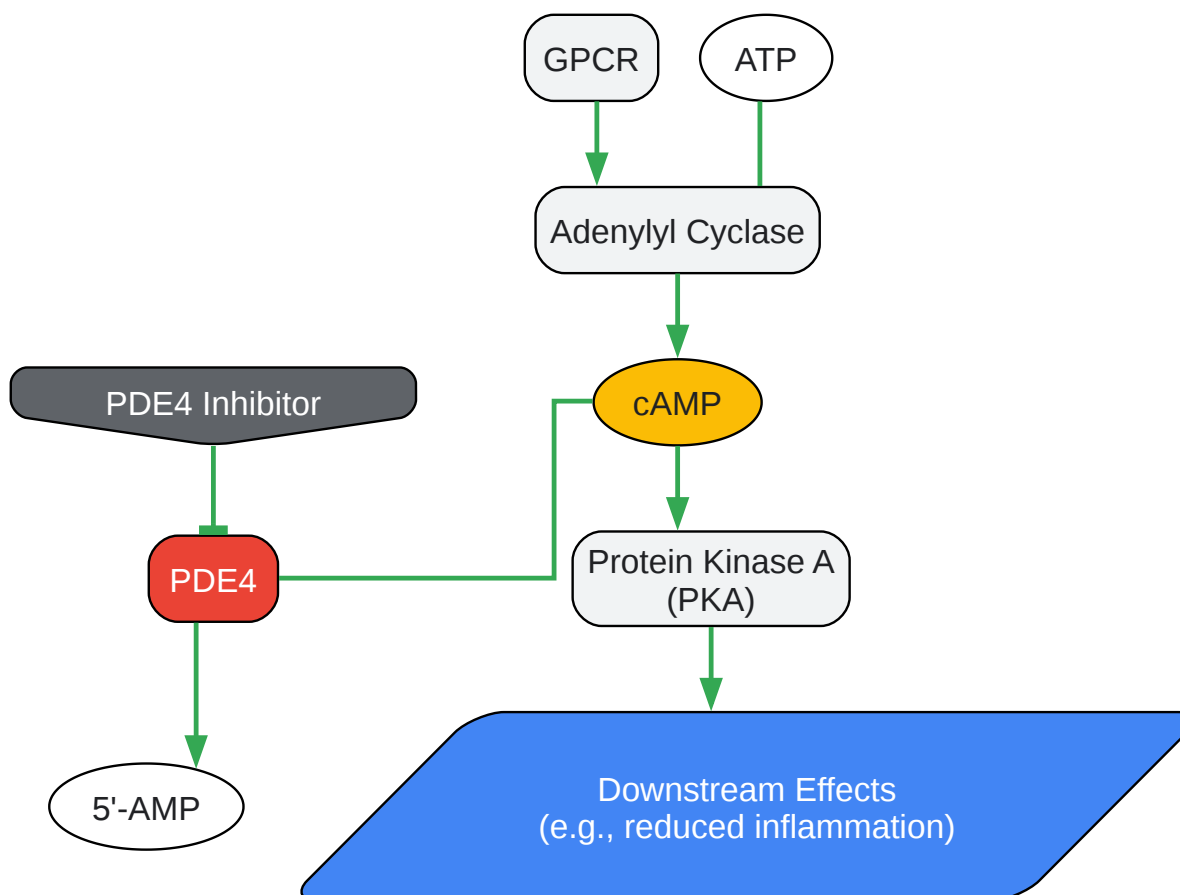 GPCR
ATP
Adenylyl Cyclase
PDE4 Inhibitor
cAMP
PDE4
Protein Kinase A
(PKA)
5'-AMP
Downstream Effects
(e.g., reduced inflammation)